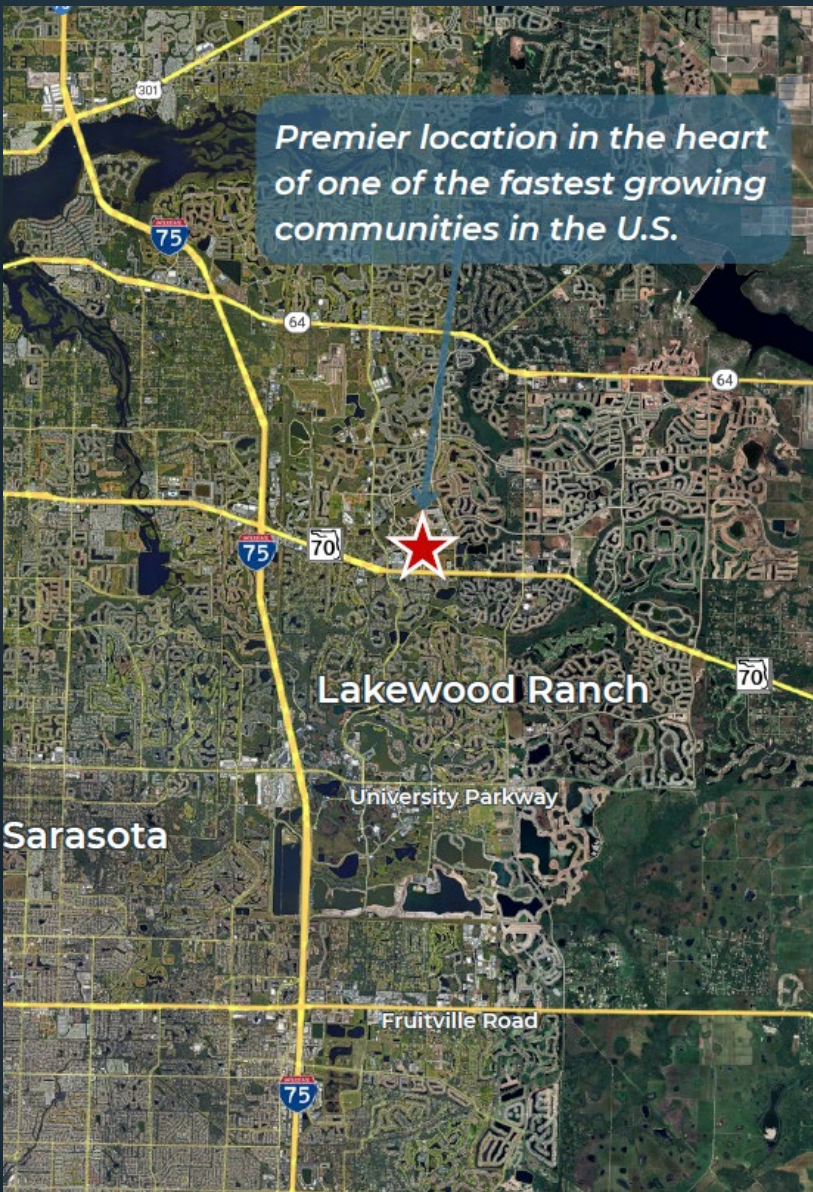 301
Premier location in the heart
of one of the fastest growing
communities in the U.S.
75
64
64
70
75
Lakewood Ranch
70
University Parkway
Sarasota
Fruitville Road
75